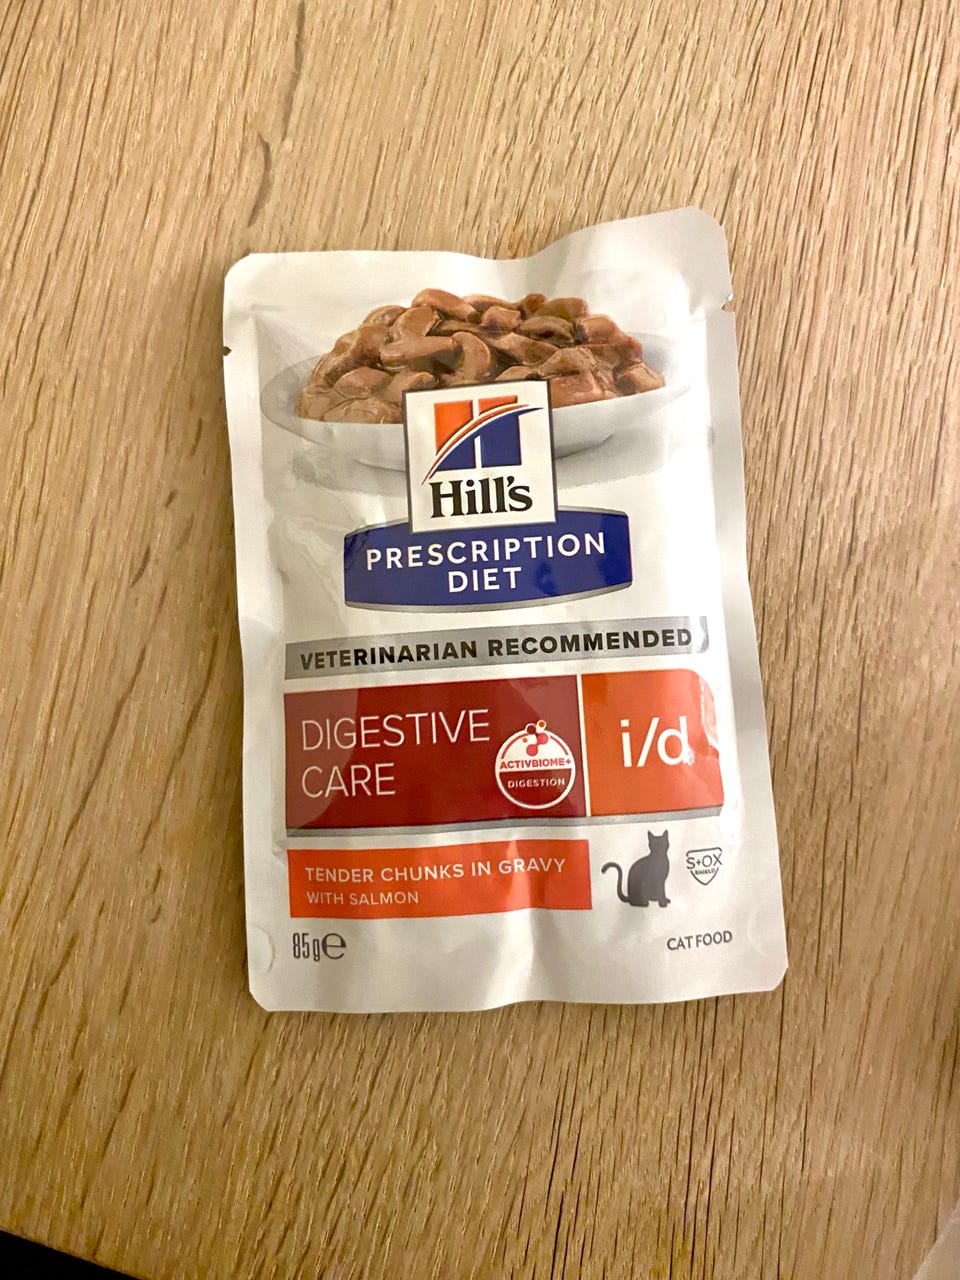 Hill's
PRESCRIPTION
DIET
VETERINARIAN RECOMMENDED
DIGESTIVE
CARE
ACTIVBIOME+
DIGESTION
i/d
TENDER CHUNKS IN GRAVY
WITH SALMON
S+OX
SHIELD
85g℮
CAT FOOD